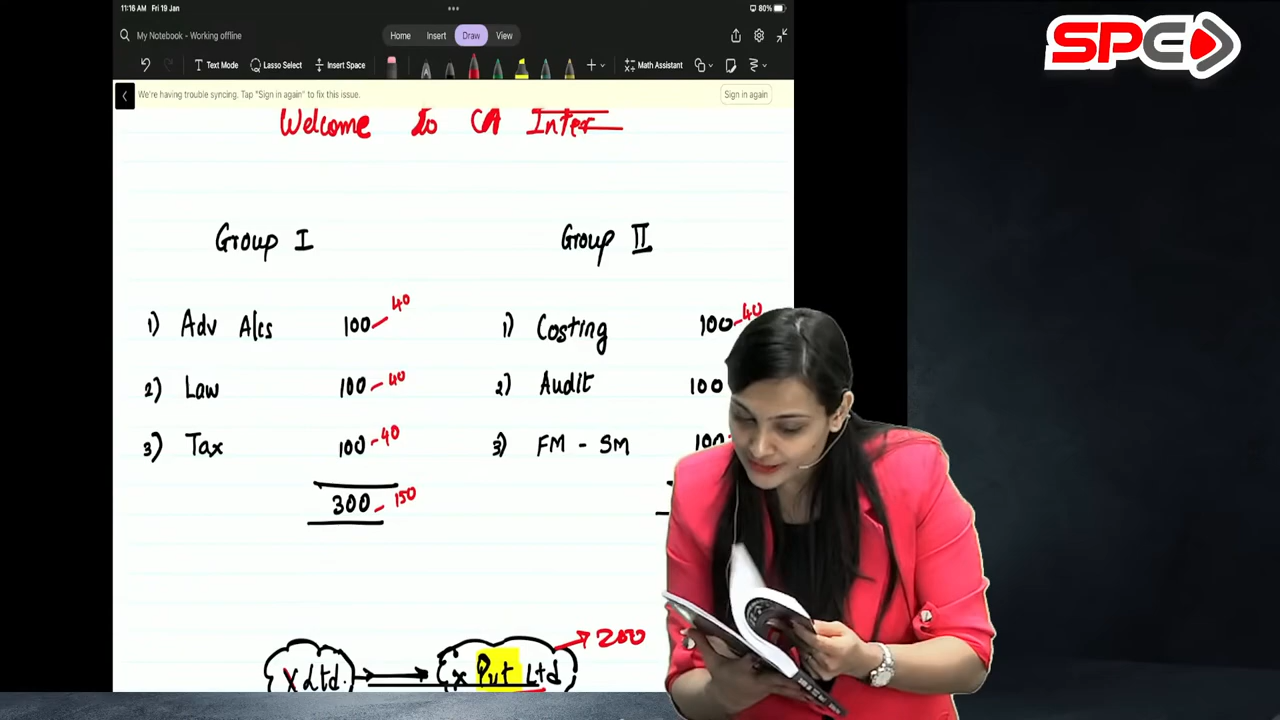 11:16 AM Fri 19 Jan
80%
SPC
My Notebook - Working offline
Home Insert Draw View
Text Mode Lasso Select Insert Space Math Assistant
We're having trouble syncing. Tap "Sign in again" to fix this issue. Sign in again
Welcome to CA Inter
Group I Group II
1) Adv A/cs 100 - 40 1) Costing 100 - 40
2) Law 100 - 40 2) Audit 100
3) Tax 100 - 40 3) FM - SM 100
300 - 150
X Ltd. X Pvt Ltd 200